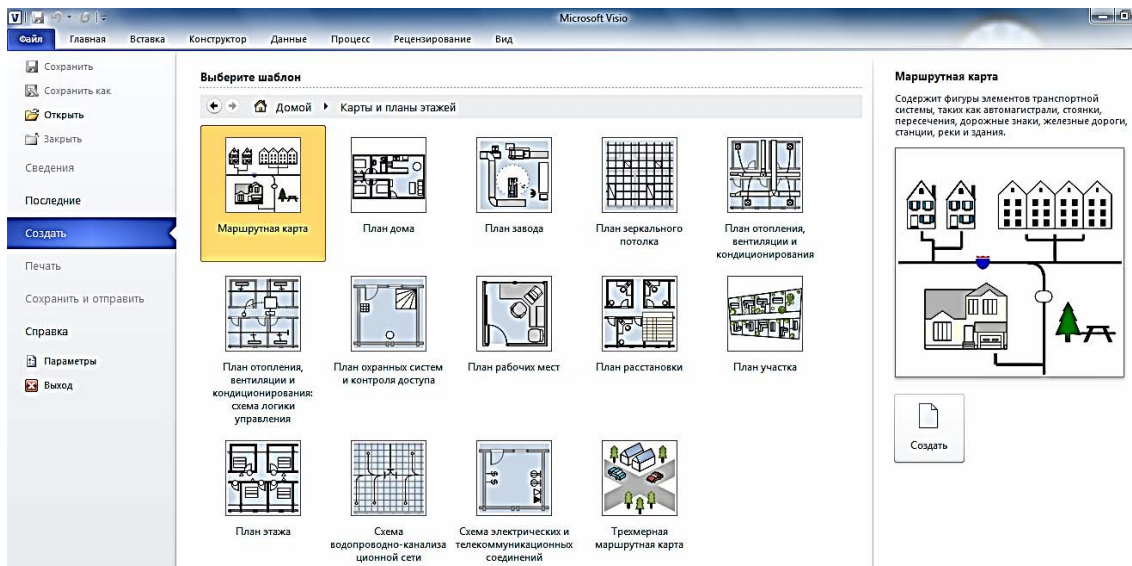 Microsoft Visio
Файл Главная Вставка Конструктор Данные Процесс Рецензирование Вид
Сохранить
Сохранить как
Открыть
Закрыть
Сведения
Последние
Создать
Печать
Сохранить и отправить
Справка
Параметры
Выход
Выберите шаблон
Домой Карты и планы этажей
Маршрутная карта
План дома
План завода
План зеркального
потолка
План отопления,
вентиляции и
кондиционирования
План отопления,
вентиляции и
кондиционирования:
схема логики
управления
План охранных систем
и контроля доступа
План рабочих мест
План расстановки
План участка
План этажа
Схема
водопроводно-канализа
ционной сети
Схема электрических и
телекоммуникационных
соединений
Трехмерная
маршрутная карта
Маршрутная карта
Содержит фигуры элементов транспортной
системы, таких как автомагистрали, стоянки,
пересечения, дорожные знаки, железные дороги,
станции, реки и здания.
Создать